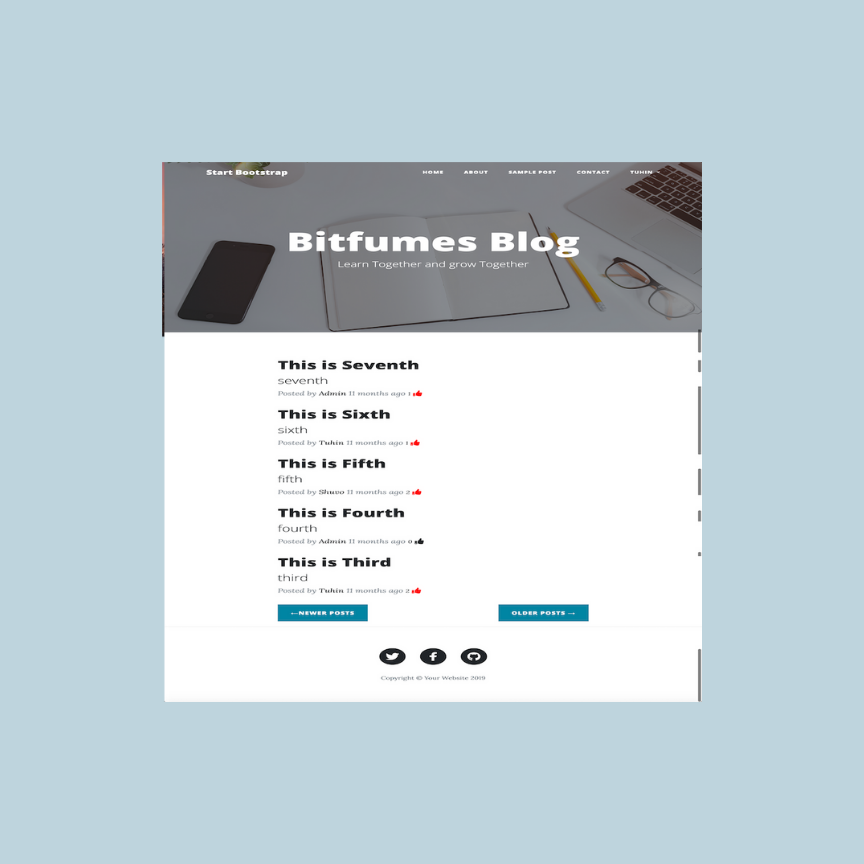 Start Bootstrap
HOME ABOUT SAMPLE POST CONTACT TUHIN
Bitfumes Blog
Learn Together and grow Together
This is Seventh
seventh
Posted by Admin 11 months ago 1
This is Sixth
sixth
Posted by Tuhin 11 months ago 1
This is Fifth
fifth
Posted by Shuvo 11 months ago 2
This is Fourth
fourth
Posted by Admin 11 months ago 0
This is Third
third
Posted by Tuhin 11 months ago 2
←NEWER POSTS
OLDER POSTS →
Copyright © Your Website 2019